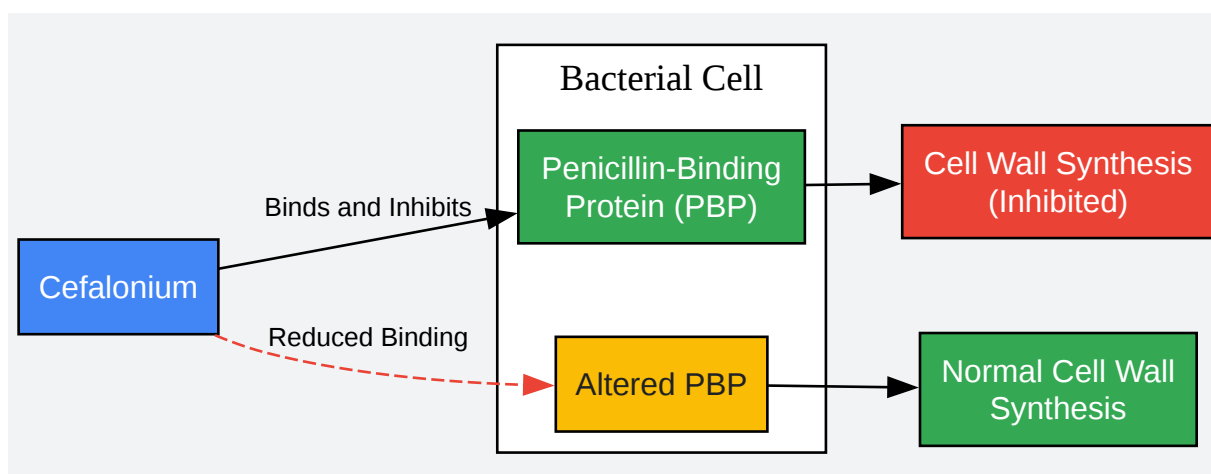 Bacterial Cell
Penicillin-Binding
Protein (PBP)
Cell Wall Synthesis
(Inhibited)
Binds and Inhibits
Cefalonium
Reduced Binding
Altered PBP
Normal Cell Wall
Synthesis